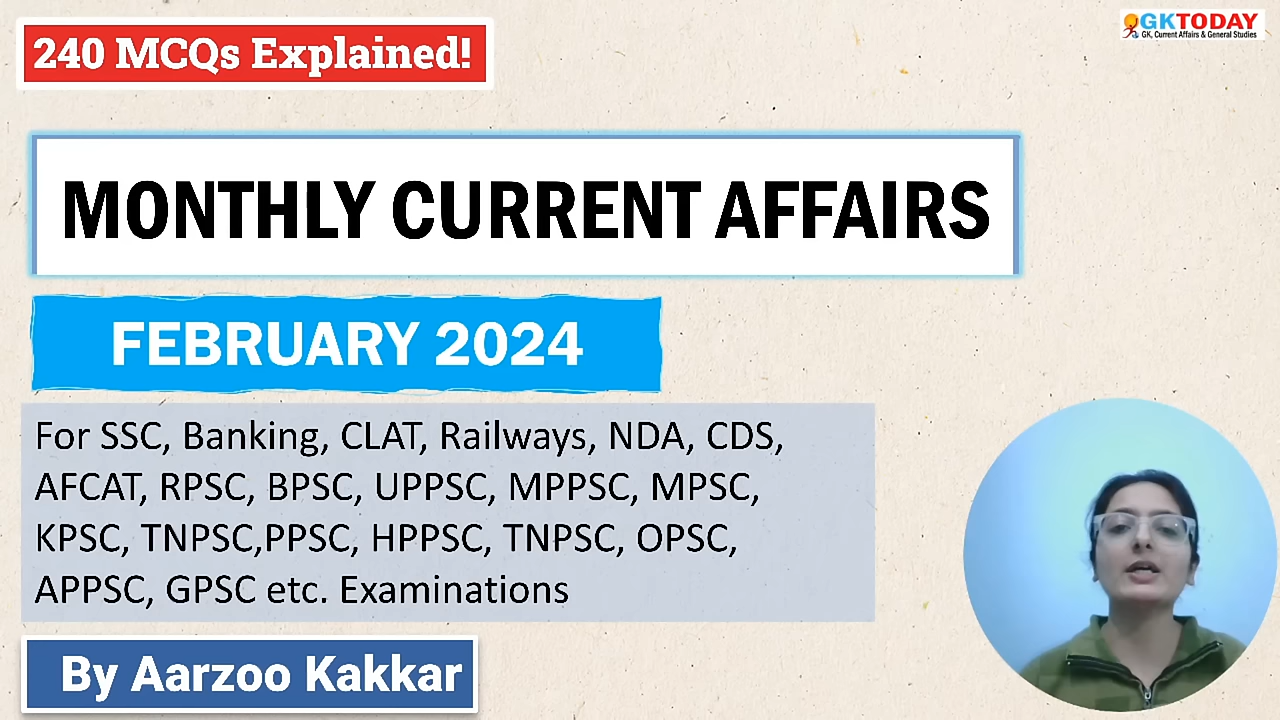 240 MCQs Explained!
GKTODAY
GK, Current Affairs & General Studies
MONTHLY CURRENT AFFAIRS
FEBRUARY 2024
For SSC, Banking, CLAT, Railways, NDA, CDS,
AFCAT, RPSC, BPSC, UPPSC, MPPSC, MPSC,
KPSC, TNPSC,PPSC, HPPSC, TNPSC, OPSC,
APPSC, GPSC etc. Examinations
By Aarzoo Kakkar